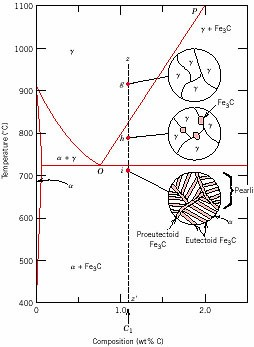 1100
P
γ + Fe₃C
1000
γ
z
γ
γ
g
γ
γ
900
Fe₃C
γ
γ
800
h
γ
γ
O
α + γ
i
700
Pearli
α
α
600
Proeutectoid
Fe₃C
Eutectoid Fe₃C
α + Fe₃C
500
z'
400
0
1.0
2.0
C₁
Composition (wt% C)
Temperature (°C)